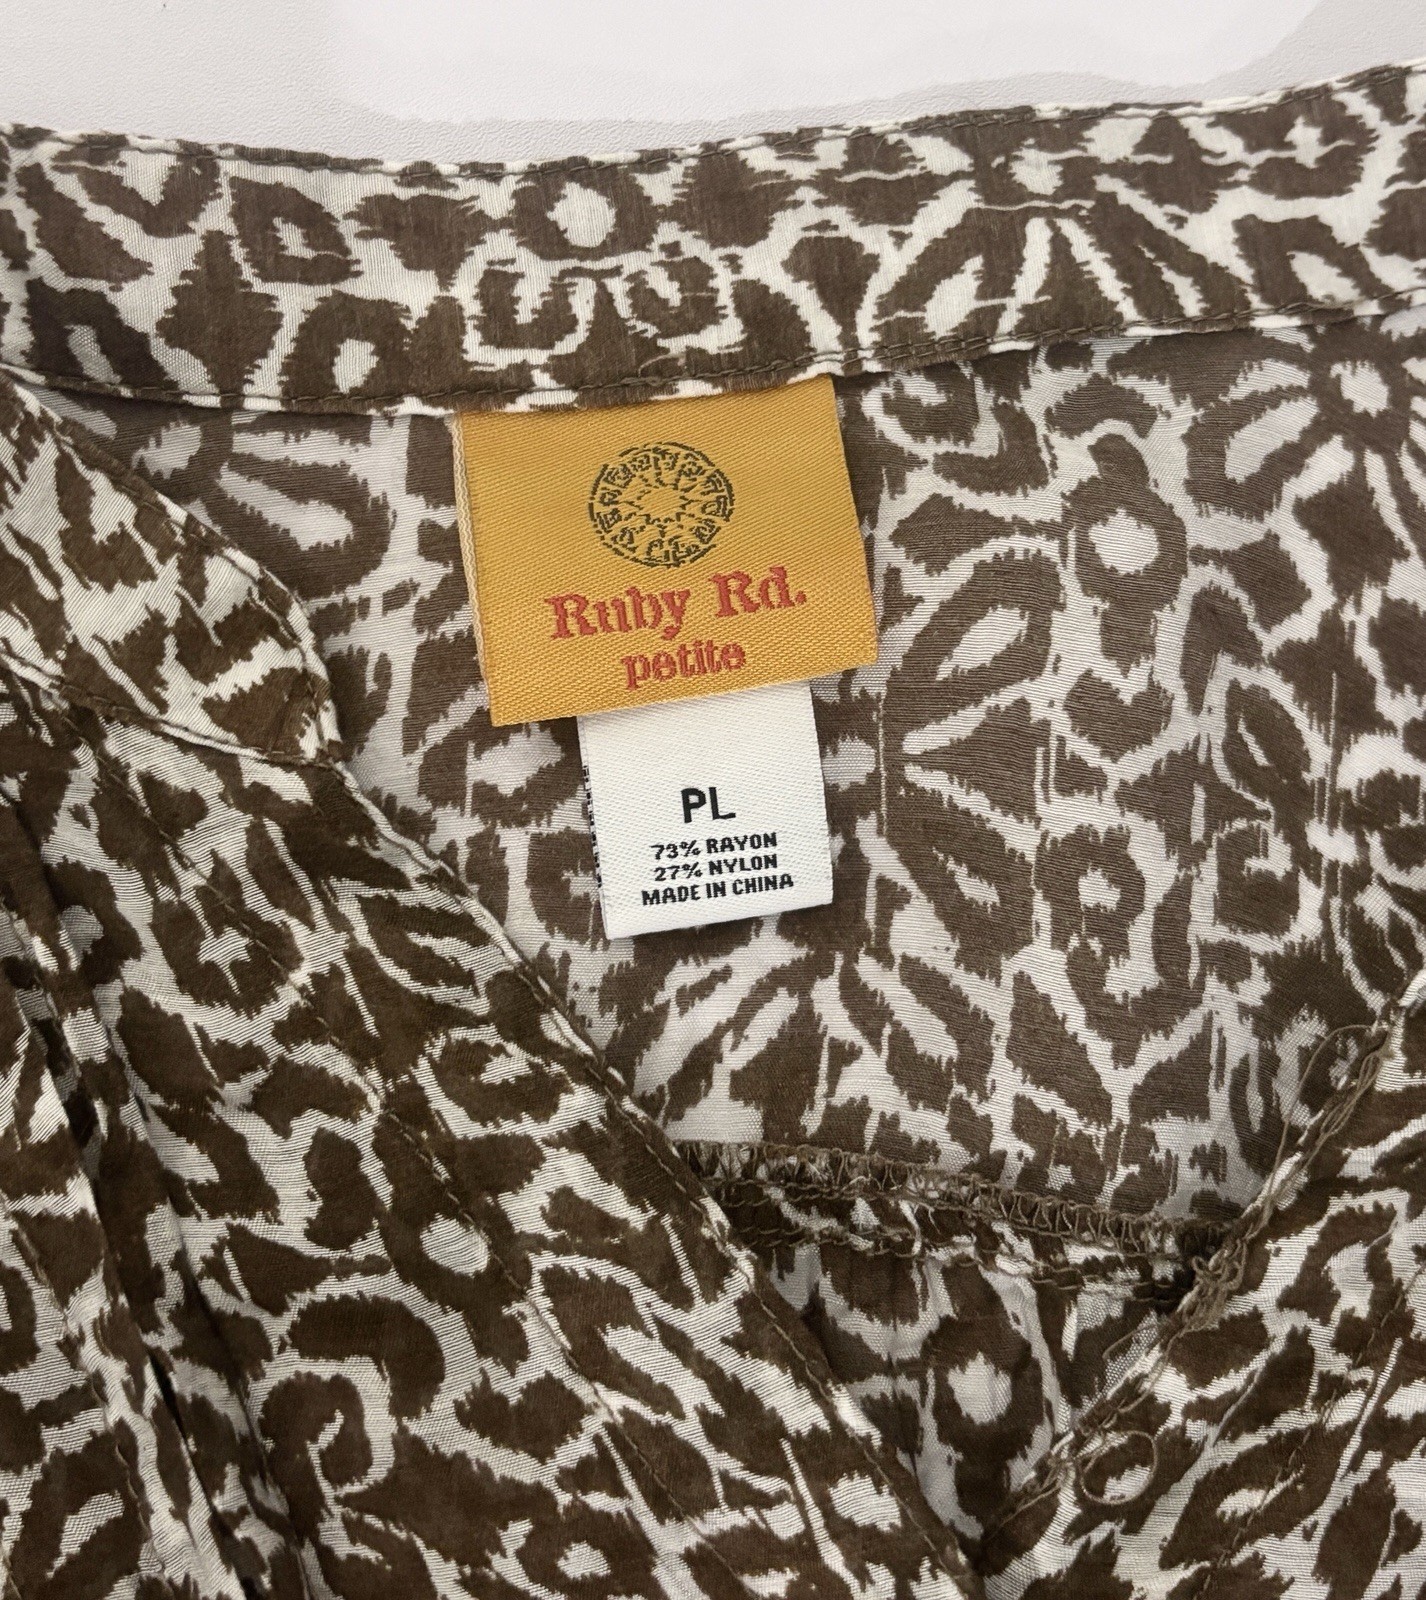 Ruby Rd.
petite
PL
73% RAYON
27% NYLON
MADE IN CHINA